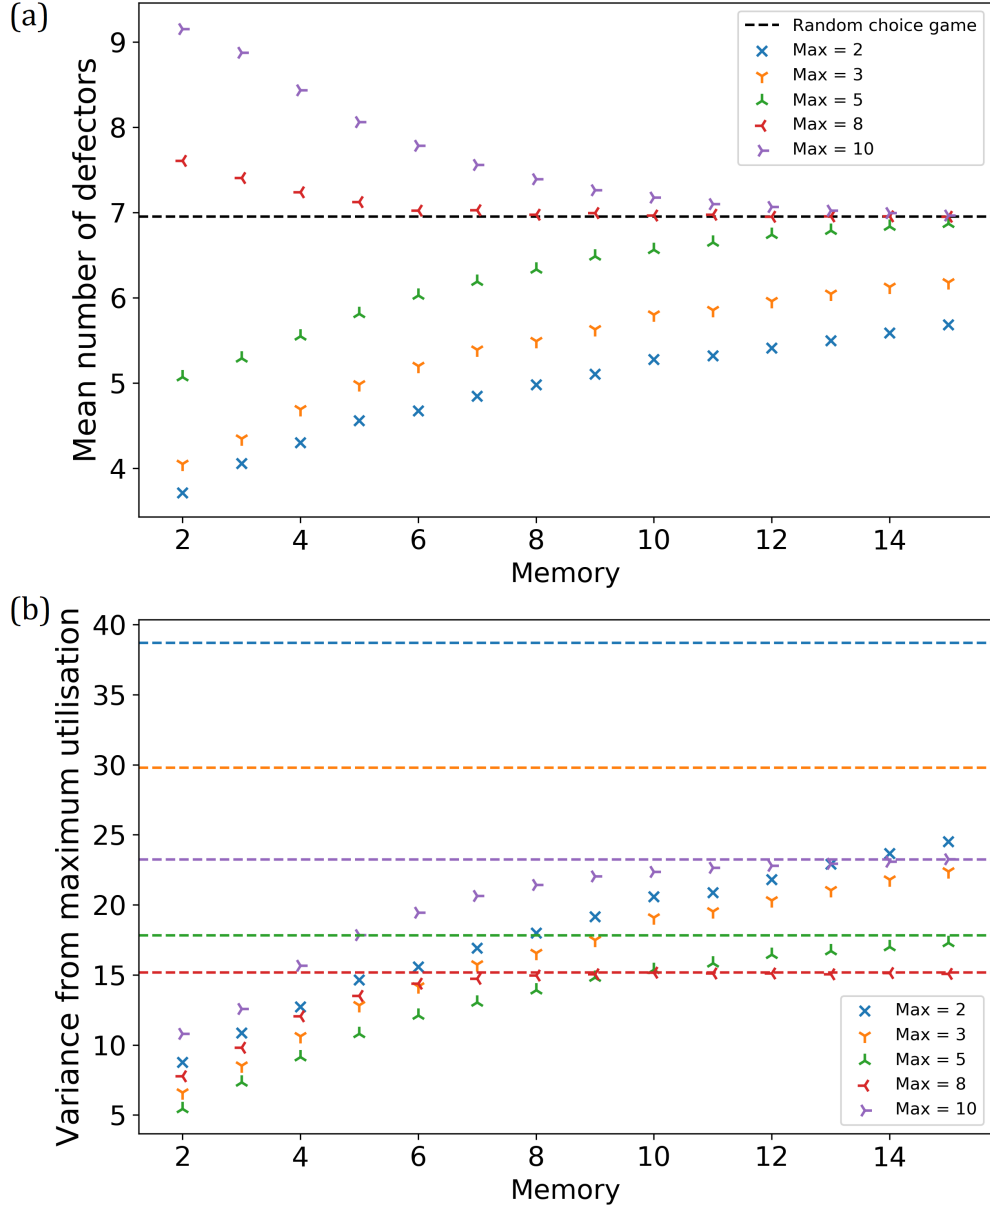 (a)
Mean number of defectors
9
8
7
6
5
4
Random choice game
Max = 2
Max = 3
Max = 5
Max = 8
Max = 10
2 4 6 8 10 12 14
Memory
(b)
Variance from maximum utilisation
40
35
30
25
20
15
10
5
Max = 2
Max = 3
Max = 5
Max = 8
Max = 10
2 4 6 8 10 12 14
Memory